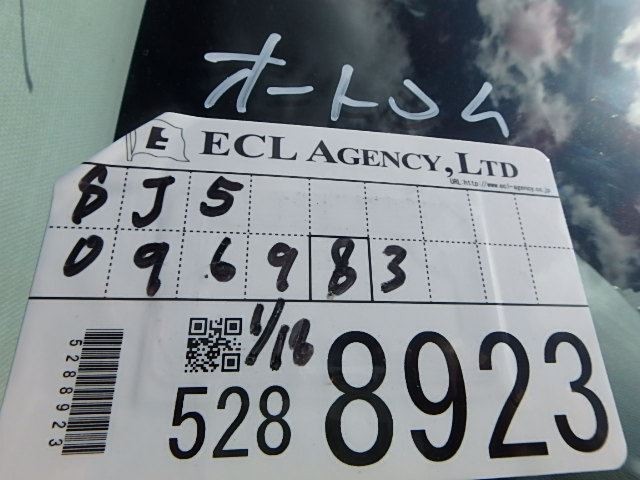 オートコム
E ECL AGENCY, LTD
URL:http://www.ecl-agency.co.jp
SJ5
096983
1/18
5288923
528 8923